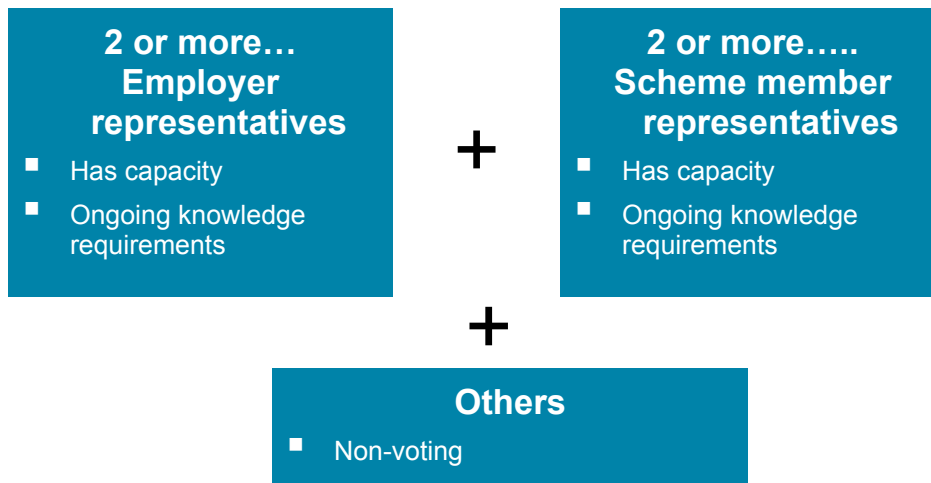 2 or more…
Employer
representatives
▪ Has capacity
▪ Ongoing knowledge
requirements
+
2 or more…..
Scheme member
representatives
▪ Has capacity
▪ Ongoing knowledge
requirements
+
Others
▪ Non-voting